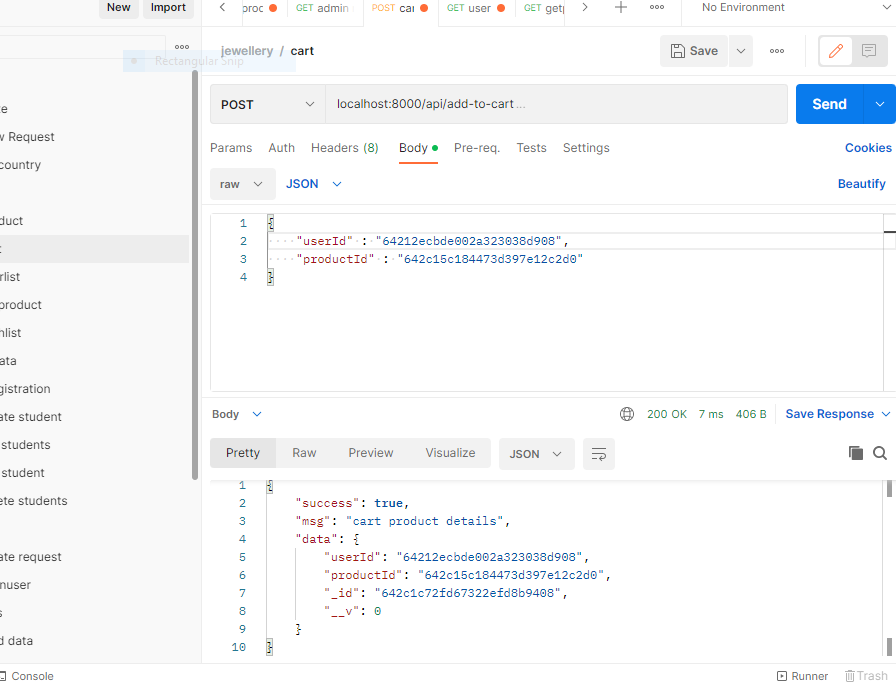 New Import proc GET admin POST car GET user GET getp No Environment
Rectangular Snip
jewellery / cart Save
POST localhost:8000/api/add-to-cart... Send
Params Auth Headers (8) Body Pre-req. Tests Settings Cookies
raw JSON Beautify
1 {
2 "userId" : "64212ecbde002a323038d908",
3 "productId" : "642c15c184473d397e12c2d0"
4 }
te
w Request
country
duct
t
rlist
product
hlist
ata
gistration
ate student
students
student
ete students
ate request
nuser
s
d data
Body 200 OK 7 ms 406 B Save Response
Pretty Raw Preview Visualize JSON
1 {
2 "success": true,
3 "msg": "cart product details",
4 "data": {
5 "userId": "64212ecbde002a323038d908",
6 "productId": "642c15c184473d397e12c2d0",
7 "_id": "642c1c72fd67322efd8b9408",
8 "__v": 0
9 }
10 }
Console Runner Trash